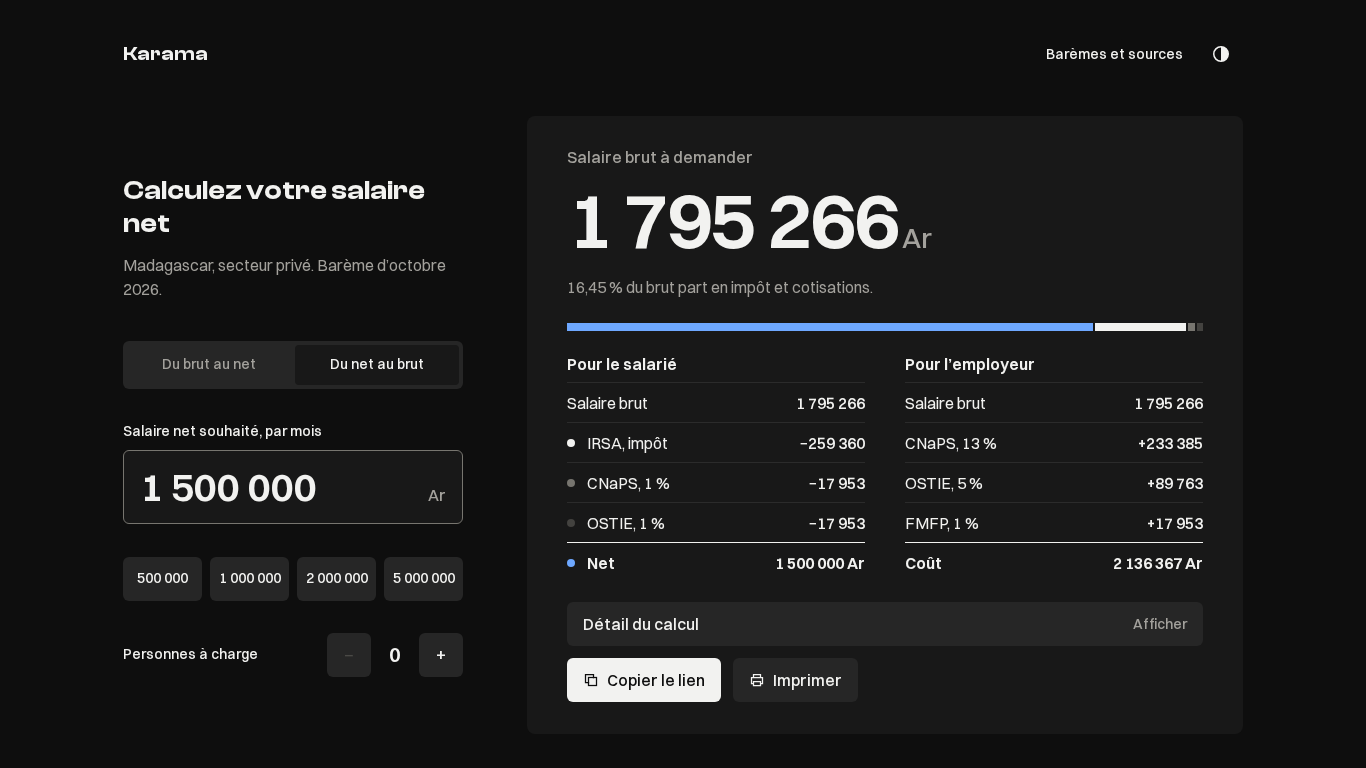 Karama
Barèmes et sources
Calculez votre salaire
net
Madagascar, secteur privé. Barème d’octobre
2026.
Du brut au net
Du net au brut
Salaire net souhaité, par mois
1 500 000 Ar
500 000
1 000 000
2 000 000
5 000 000
Personnes à charge
−
0
+
Salaire brut à demander
1 795 266 Ar
16,45 % du brut part en impôt et cotisations.
Pour le salarié
Salaire brut 1 795 266
IRSA, impôt −259 360
CNaPS, 1 % −17 953
OSTIE, 1 % −17 953
Net 1 500 000 Ar
Pour l’employeur
Salaire brut 1 795 266
CNaPS, 13 % +233 385
OSTIE, 5 % +89 763
FMFP, 1 % +17 953
Coût 2 136 367 Ar
Détail du calcul Afficher
Copier le lien
Imprimer